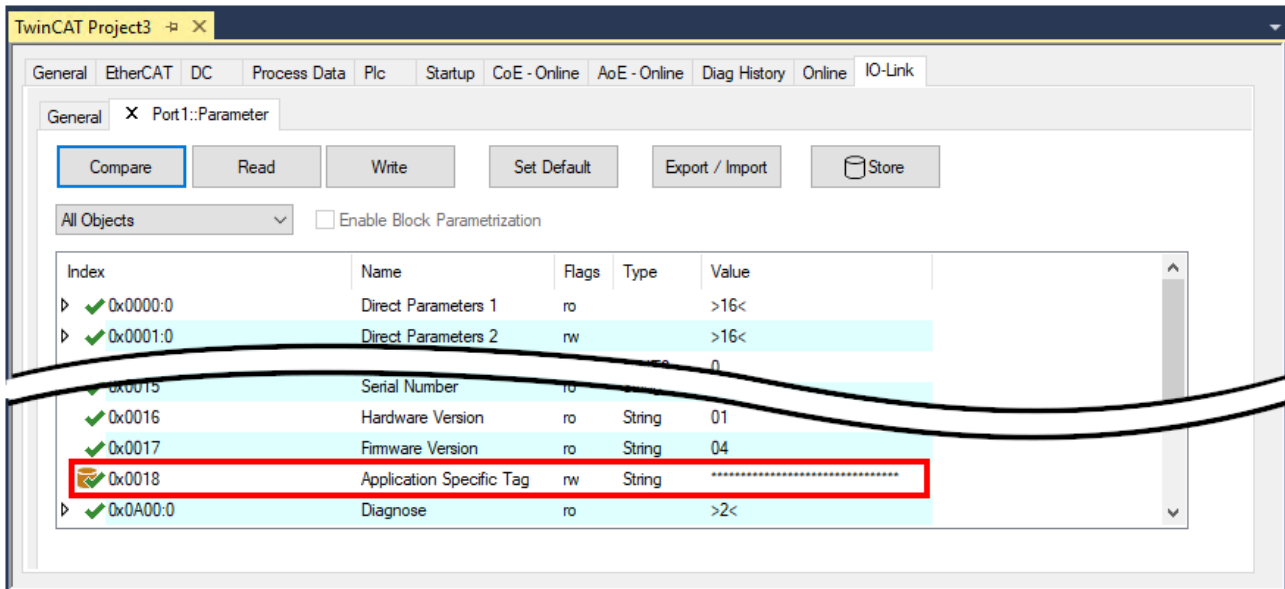 TwinCAT Project3
General EtherCAT DC Process Data Plc Startup CoE - Online AoE - Online Diag History Online IO-Link
General X Port1::Parameter
Compare Read Write Set Default Export / Import Store
All Objects Enable Block Parametrization
Index Name Flags Type Value
0x0000:0 Direct Parameters 1 ro >16<
0x0001:0 Direct Parameters 2 rw >16<
0
0x0015 Serial Number ro
0x0016 Hardware Version ro String 01
0x0017 Firmware Version ro String 04
0x0018 Application Specific Tag rw String ********************************
0x0A00:0 Diagnose ro >2<